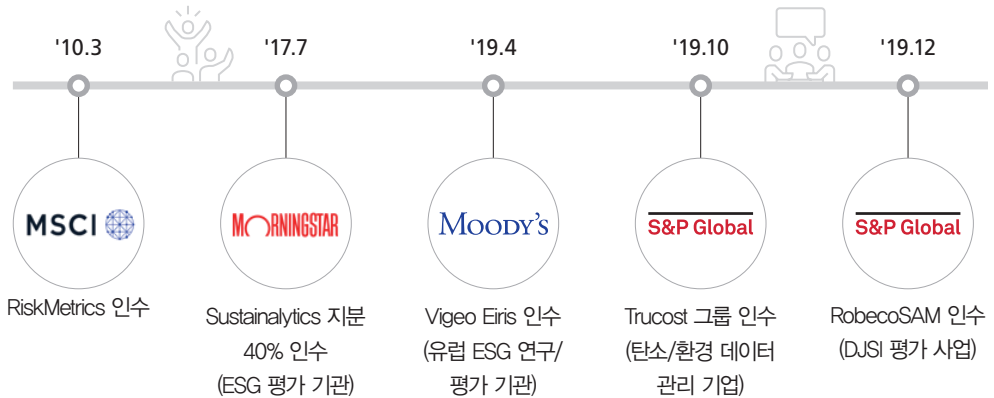 '10.3
'17.7
'19.4
'19.10
'19.12
MSCI
MORNINGSTAR
MOODY'S
S&P Global
S&P Global
RiskMetrics 인수
Sustainalytics 지분
40% 인수
(ESG 평가 기관)
Vigeo Eiris 인수
(유럽 ESG 연구/
평가 기관)
Trucost 그룹 인수
(탄소/환경 데이터
관리 기업)
RobecoSAM 인수
(DJSI 평가 사업)